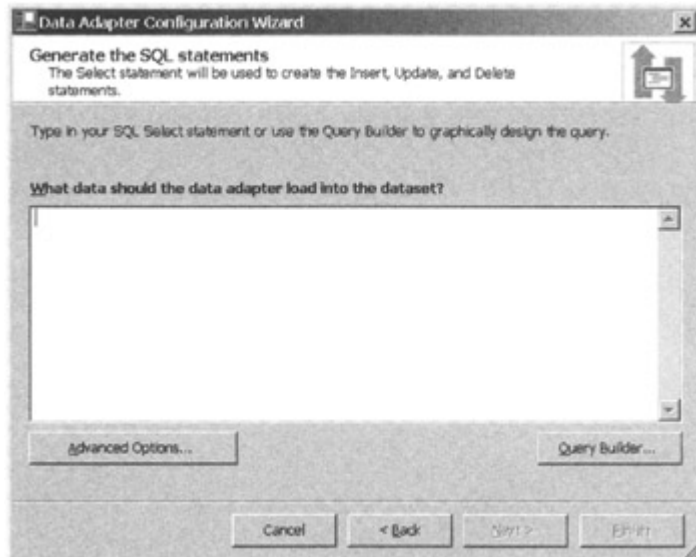 Data Adapter Configuration Wizard
Generate the SQL statements
The Select statement will be used to create the Insert, Update, and Delete
statements.
Type in your SQL Select statement or use the Query Builder to graphically design the query.
What data should the data adapter load into the dataset?
Advanced Options...
Query Builder...
Cancel
< Back
Next >
Finish